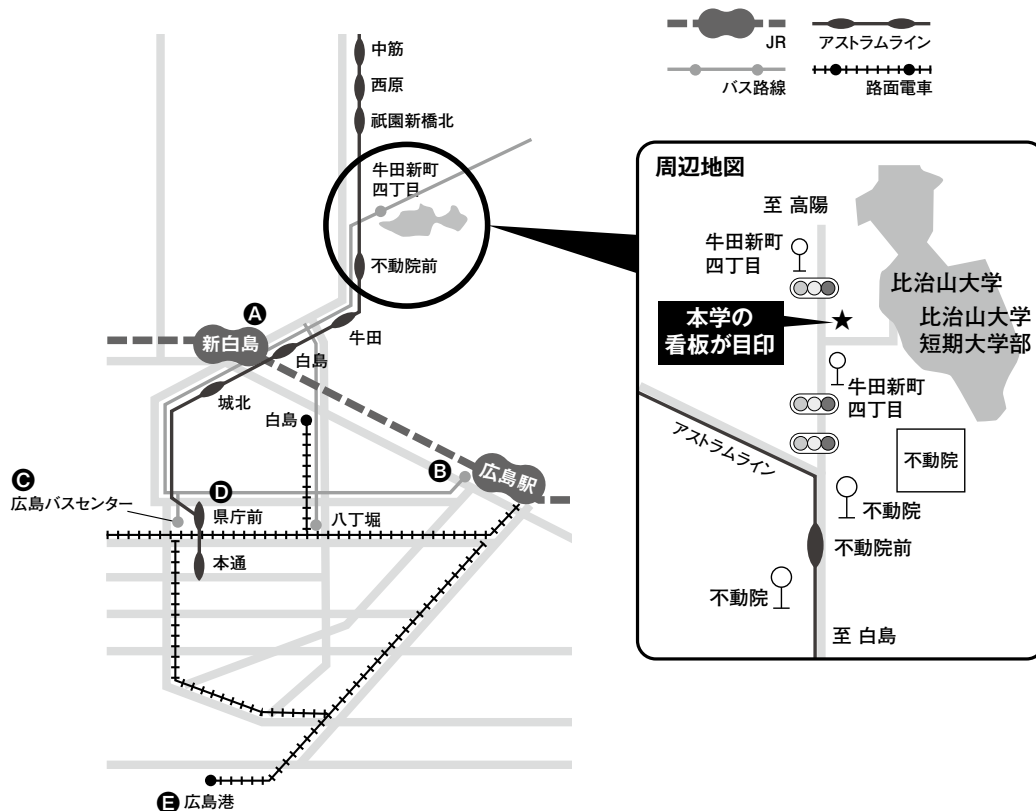 JR
アストラムライン
バス路線
路面電車
中筋
西原
祇園新橋北
牛田新町
四丁目
不動院前
A
新白島
牛田
白島
城北
白島
B
広島駅
C
広島バスセンター
D
県庁前
八丁堀
本通
E
広島港
周辺地図
至 高陽
牛田新町
四丁目
比治山大学
比治山大学
短期大学部
本学の
看板が目印
牛田新町
四丁目
アストラムライン
不動院
不動院
不動院前
不動院
至 白島